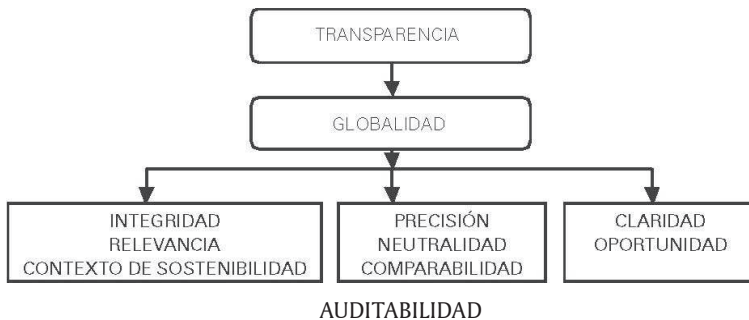 TRANSPARENCIA
GLOBALIDAD
INTEGRIDAD
RELEVANCIA
CONTEXTO DE SOSTENIBILIDAD
PRECISIÓN
NEUTRALIDAD
COMPARABILIDAD
CLARIDAD
OPORTUNIDAD
AUDITABILIDAD